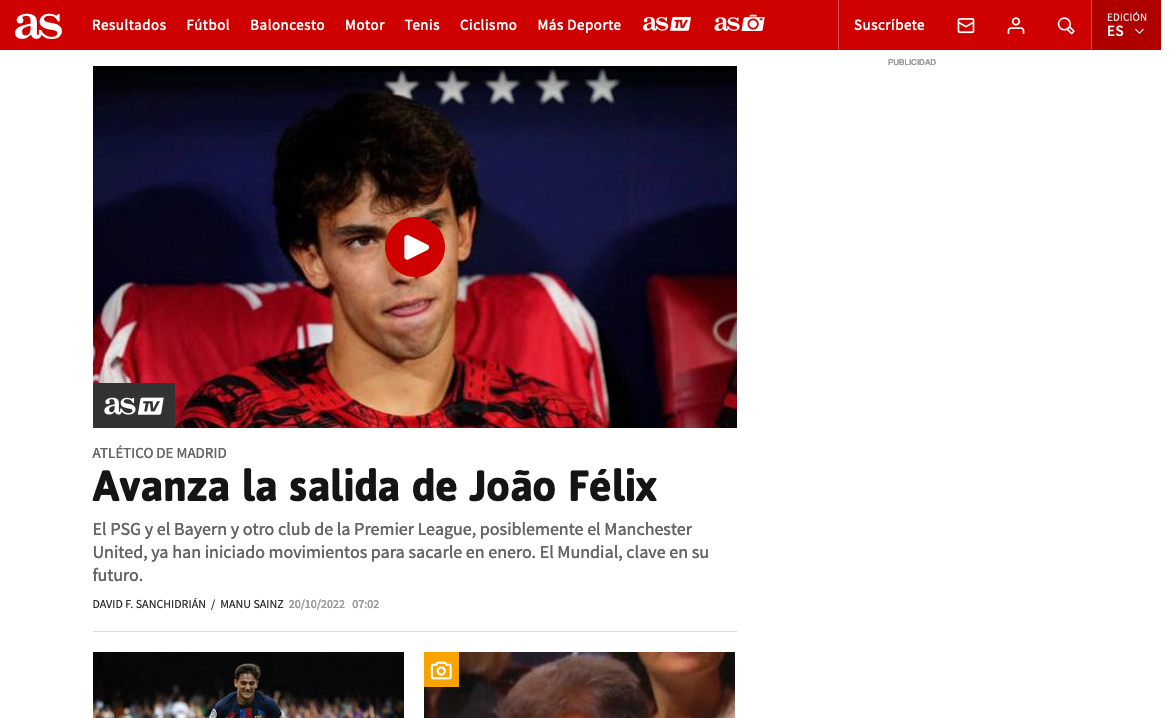 as Resultados Fútbol Baloncesto Motor Tenis Ciclismo Más Deporte as TV as Suscríbete EDICIÓN ES
PUBLICIDAD
as TV
ATLÉTICO DE MADRID
Avanza la salida de João Félix
El PSG y el Bayern y otro club de la Premier League, posiblemente el Manchester
United, ya han iniciado movimientos para sacarle en enero. El Mundial, clave en su
futuro.
DAVID F. SANCHIDRIÁN / MANU SAINZ 20/10/2022 07:02